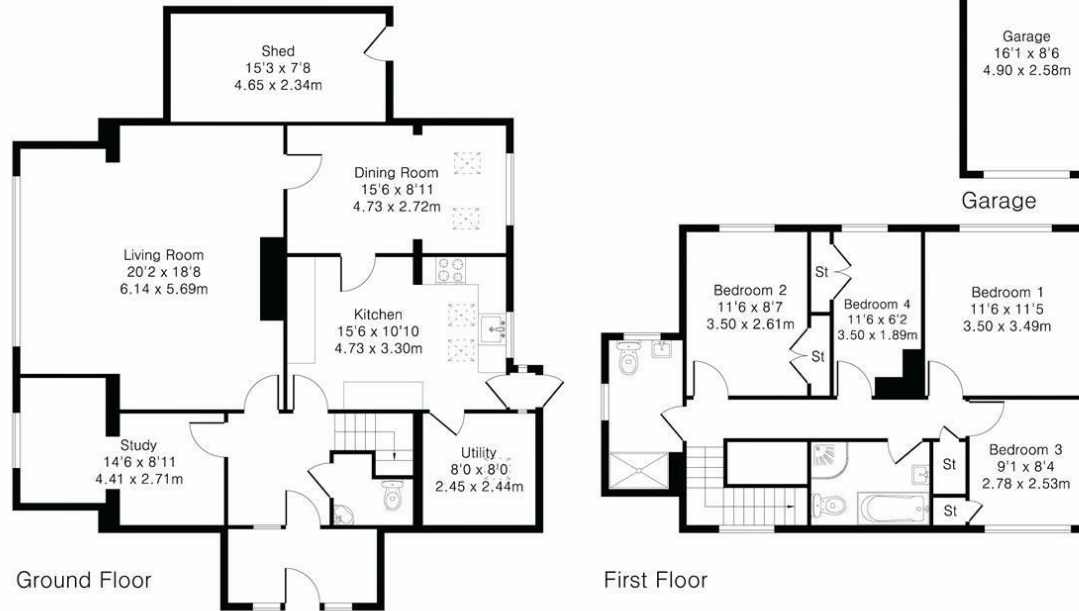 Shed
15'3 x 7'8
4.65 x 2.34m
Dining Room
15'6 x 8'11
4.73 x 2.72m
Living Room
20'2 x 18'8
6.14 x 5.69m
Kitchen
15'6 x 10'10
4.73 x 3.30m
Study
14'6 x 8'11
4.41 x 2.71m
Utility
8'0 x 8'0
2.45 x 2.44m
Ground Floor
Garage
16'1 x 8'6
4.90 x 2.58m
Garage
Bedroom 2
11'6 x 8'7
3.50 x 2.61m
St
St
Bedroom 4
11'6 x 6'2
3.50 x 1.89m
Bedroom 1
11'6 x 11'5
3.50 x 3.49m
Bedroom 3
9'1 x 8'4
2.78 x 2.53m
St
St
First Floor